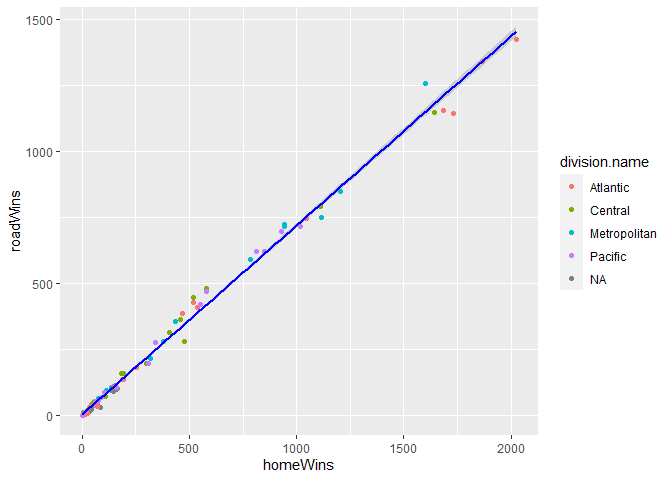 1500
1000
500
0
roadWins
0 500 1000 1500 2000
homeWins
division.name
Atlantic
Central
Metropolitan
Pacific
NA